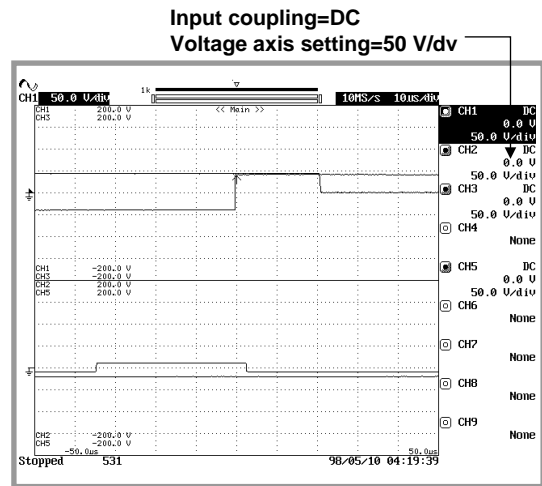 Input coupling=DC
Voltage axis setting=50 V/dv
1k
CH1 50.0 V/div
10MS/s 10us/div
CH1 200.0 V
CH3 200.0 V
<< Main >>
CH1 DC
0.0 V
50.0 V/div
CH2 DC
0.0 V
50.0 V/div
CH3 DC
0.0 V
50.0 V/div
CH4
None
CH1 -200.0 V
CH3 -200.0 V
CH2 200.0 V
CH5 200.0 V
CH5 DC
0.0 V
50.0 V/div
CH6
None
CH7
None
CH8
None
CH9
None
CH2 -200.0 V
CH5 -200.0 V
-50.0us 50.0us
Stopped 531 98/05/10 04:19:39